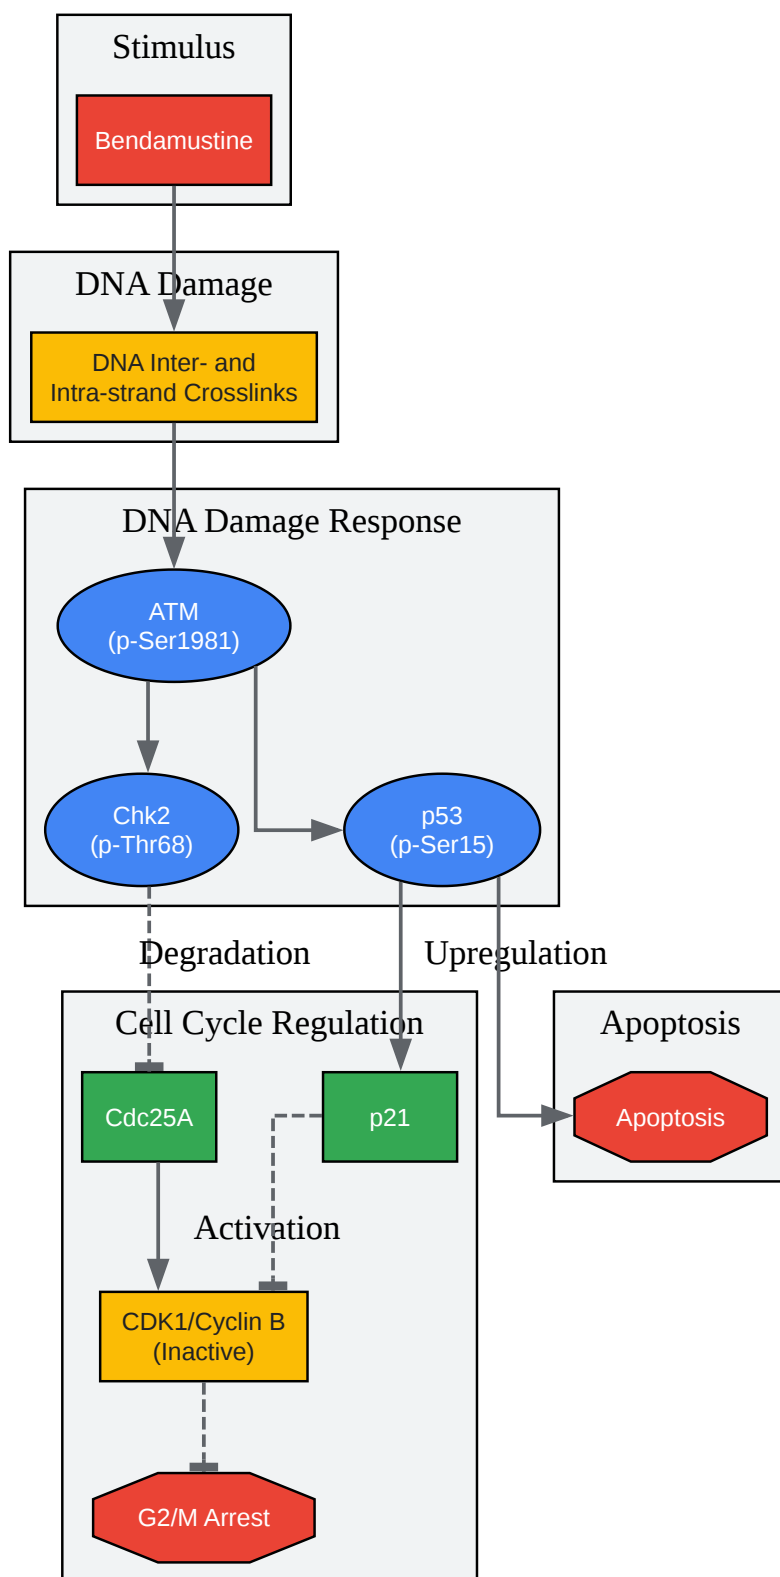 Stimulus
Bendamustine
DNA Damage
DNA Inter- and
Intra-strand Crosslinks
DNA Damage Response
ATM
(p-Ser1981)
Chk2
(p-Thr68)
p53
(p-Ser15)
Degradation
Upregulation
Cell Cycle Regulation
Apoptosis
Cdc25A
p21
Apoptosis
Activation
CDK1/Cyclin B
(Inactive)
G2/M Arrest